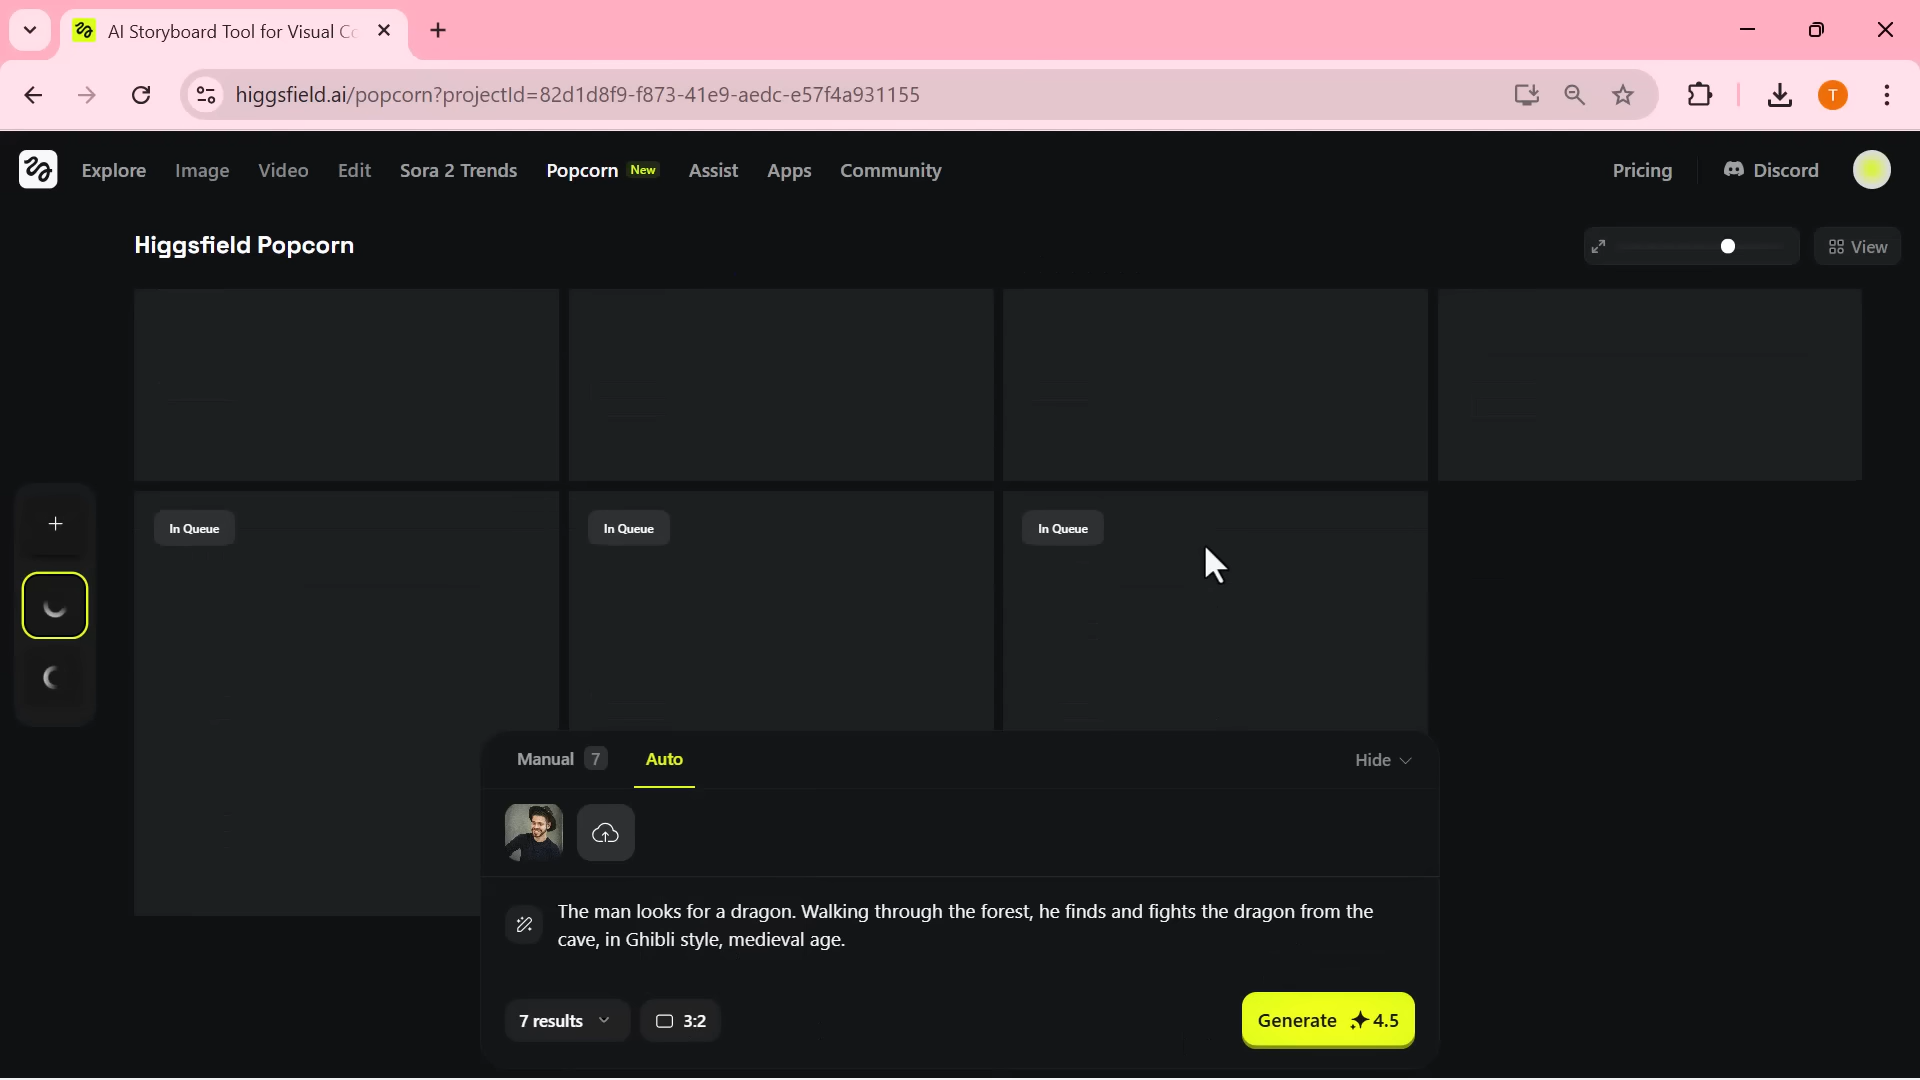 AI Storyboard Tool for Visual Co
higgsfield.ai/popcorn?projectId=82d1d8f9-f873-41e9-aedc-e57f4a931155
T
Explore Image Video Edit Sora 2 Trends Popcorn New Assist Apps Community Pricing Discord
Higgsfield Popcorn
View
In Queue In Queue In Queue
Manual 7 Auto Hide
The man looks for a dragon. Walking through the forest, he finds and fights the dragon from the
cave, in Ghibli style, medieval age.
7 results 3:2 Generate 4.5